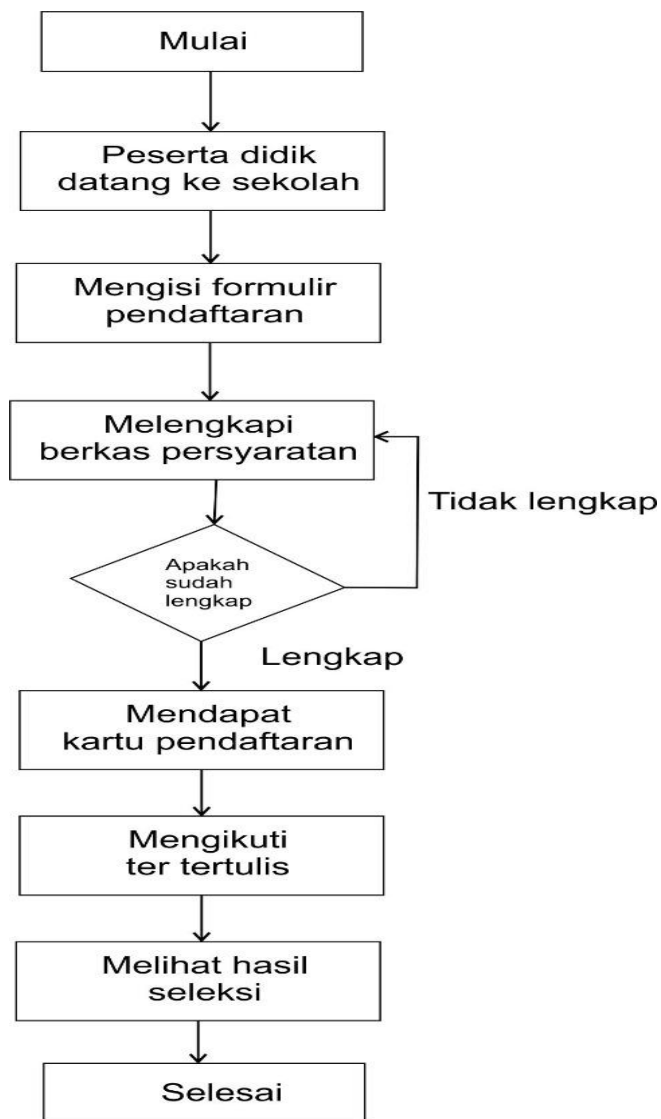 Mulai
Peserta didik
datang ke sekolah
Mengisi formulir
pendaftaran
Melengkapi
berkas persyaratan
Tidak lengkap
Apakah
sudah
lengkap
Lengkap
Mendapat
kartu pendaftaran
Mengikuti
ter tertulis
Melihat hasil
seleksi
Selesai